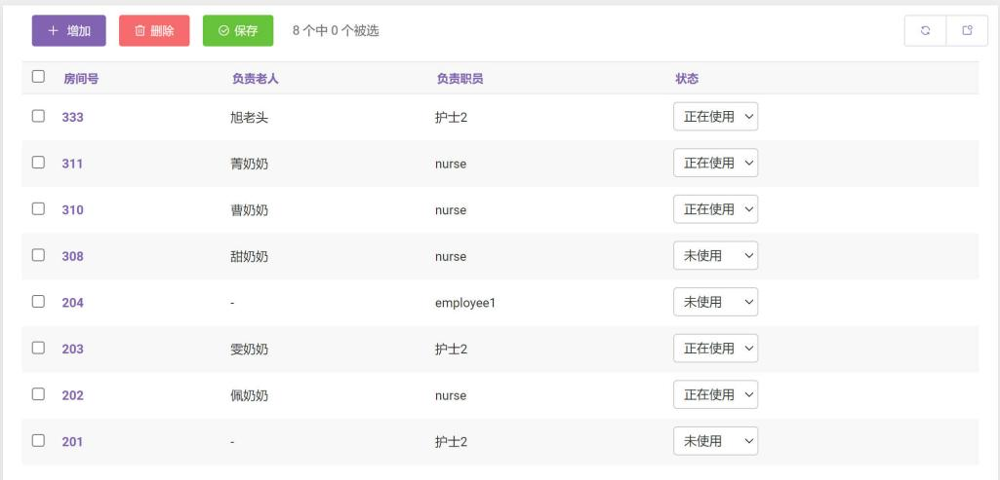 增加 删除 保存 8个中0个被选
房间号 负责老人 负责职员 状态
333 旭老头 护士2 正在使用
311 菁奶奶 nurse 正在使用
310 曹奶奶 nurse 正在使用
308 甜奶奶 nurse 未使用
204 - employee1 未使用
203 雯奶奶 护士2 正在使用
202 佩奶奶 nurse 正在使用
201 - 护士2 未使用